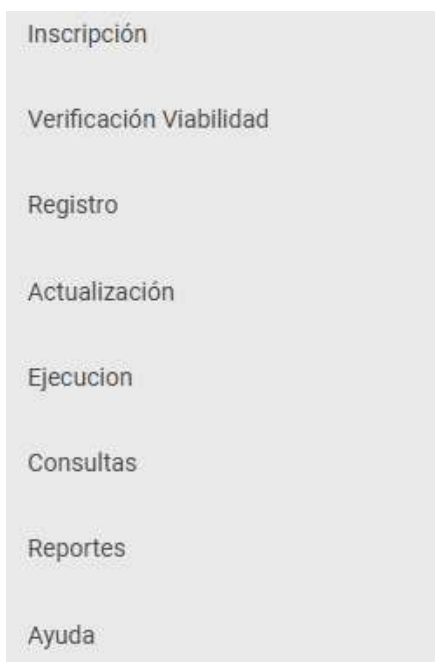 Inscripción
Verificación Viabilidad
Registro
Actualización
Ejecucion
Consultas
Reportes
Ayuda